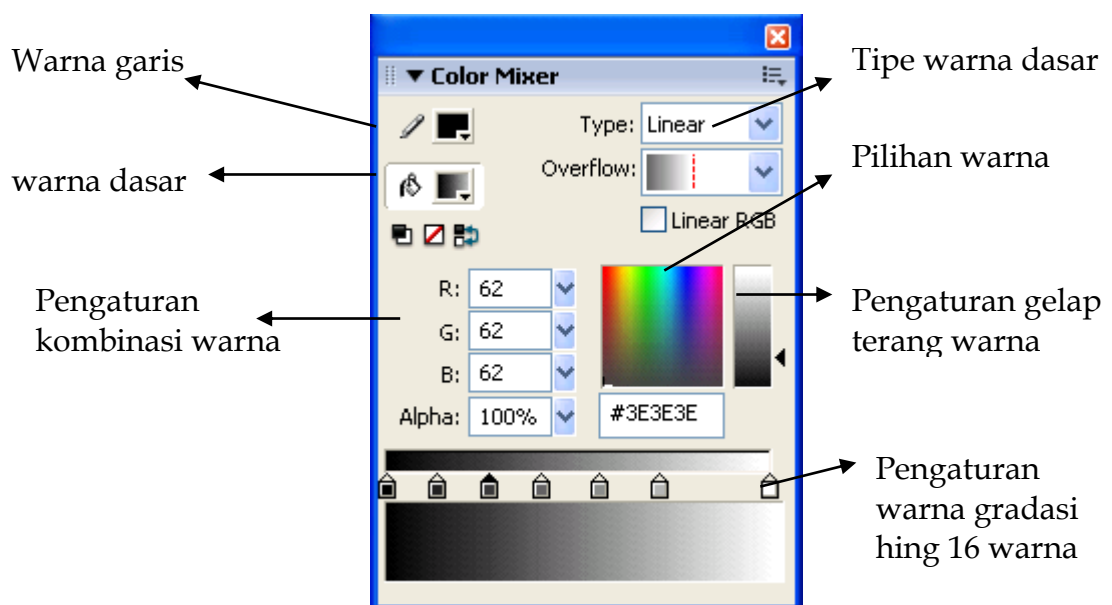 Warna garis
warna dasar
Pengaturan
kombinasi warna
Color Mixer
Type: Linear
Overflow:
Linear RGB
R: 62
G: 62
B: 62
Alpha: 100%
#3E3E3E
Tipe warna dasar
Pilihan warna
Pengaturan gelap
terang warna
Pengaturan
warna gradasi
hing 16 warna